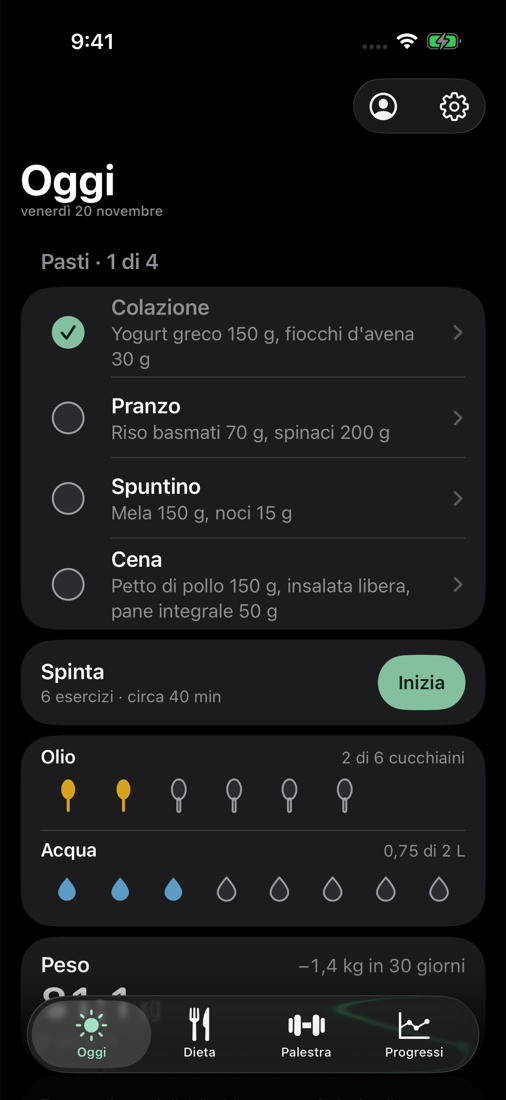 9:41
Oggi
venerdì 20 novembre
Pasti · 1 di 4
Colazione
Yogurt greco 150 g, fiocchi d'avena
30 g
Pranzo
Riso basmati 70 g, spinaci 200 g
Spuntino
Mela 150 g, noci 15 g
Cena
Petto di pollo 150 g, insalata libera,
pane integrale 50 g
Spinta
6 esercizi · circa 40 min
Inizia
Olio
2 di 6 cucchiaini
Acqua
0,75 di 2 L
Peso
−1,4 kg in 30 giorni
Oggi
Dieta
Palestra
Progressi